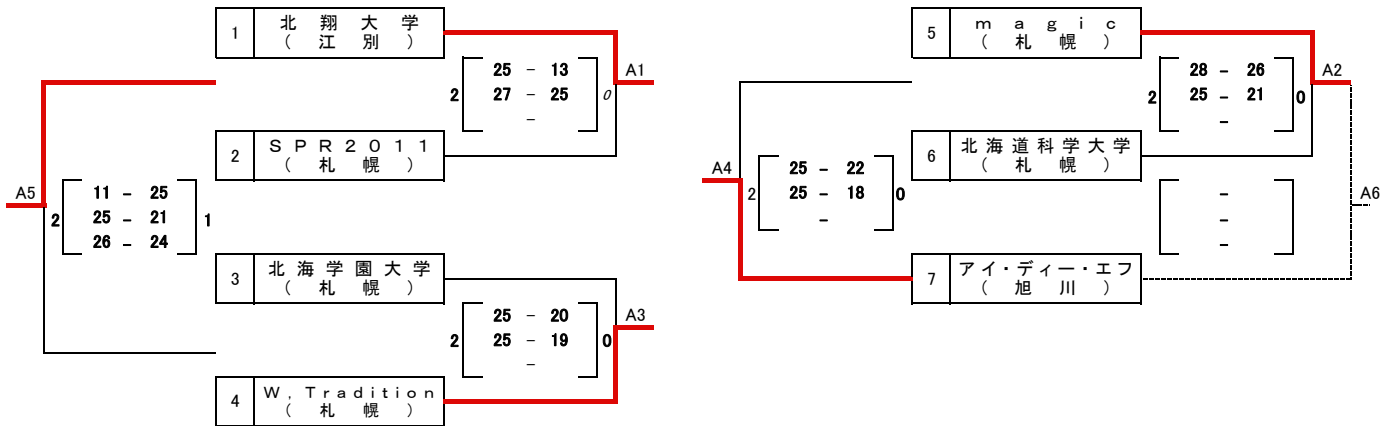 1 北翔大学
(江別)
A1
2 25 - 13 0
27 - 25
-
2 SPR2011
(札幌)
A5
2 11 - 25 1
25 - 21
26 - 24
3 北海学園大学
(札幌)
A3
2 25 - 20 0
25 - 19
-
4 W,Tradition
(札幌)
5 magic
(札幌)
A2
2 28 - 26 0
25 - 21
-
6 北海道科学大学
(札幌)
A4
2 25 - 22 0
25 - 18
-
A6
-
-
-
7 アイ・ディー・エフ
(旭川)